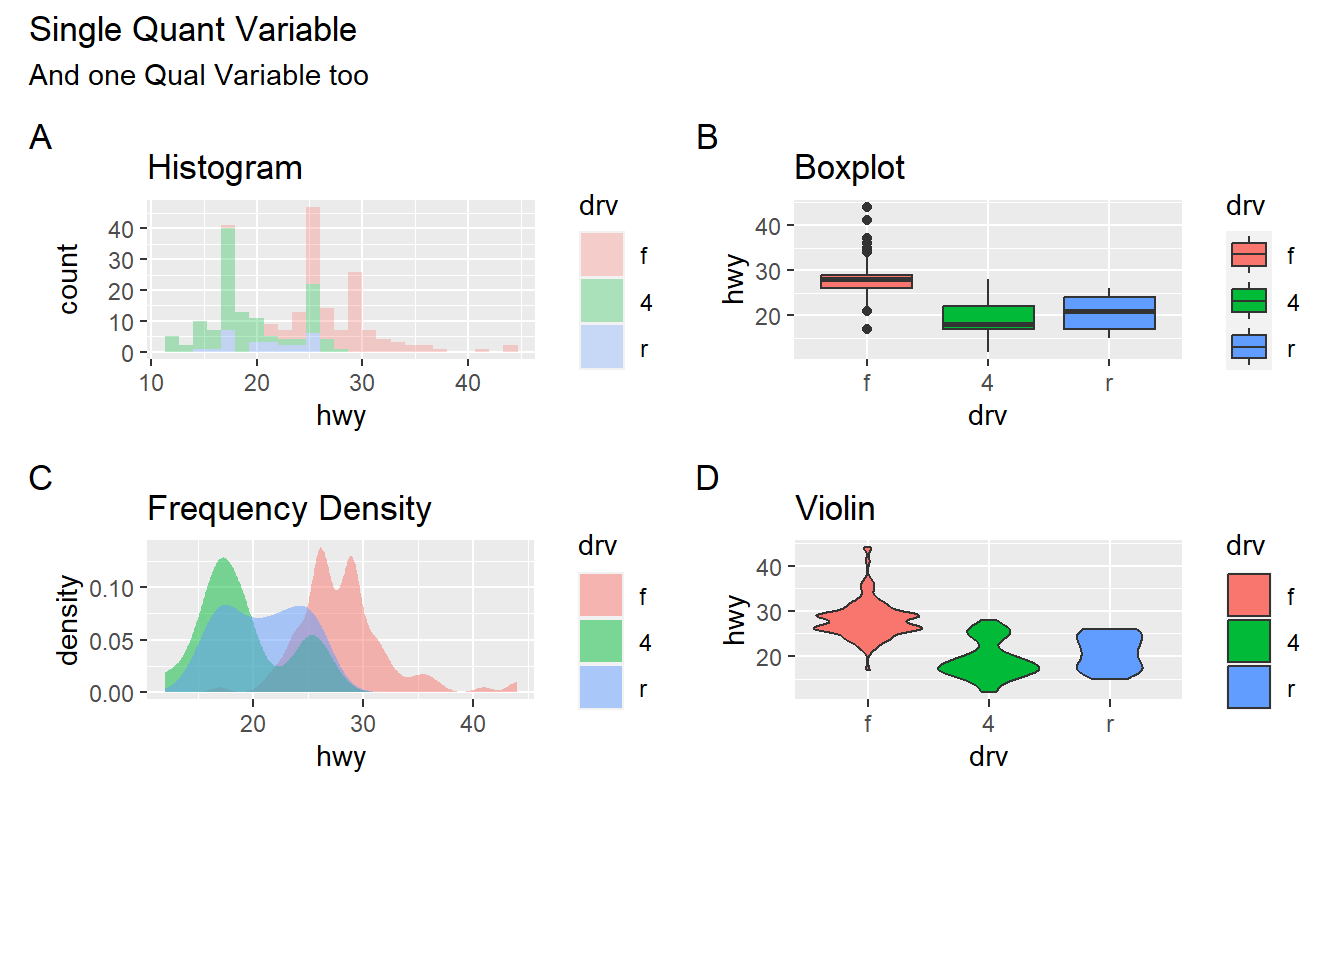 Single Quant Variable
And one Qual Variable too
A
Histogram
count
40
30
20
10
0
10 20 30 40
hwy
drv
f
4
r
B
Boxplot
hwy
40
30
20
f 4 r
drv
drv
f
4
r
C
Frequency Density
density
0.10
0.05
0.00
20 30 40
hwy
drv
f
4
r
D
Violin
hwy
40
30
20
f 4 r
drv
drv
f
4
r